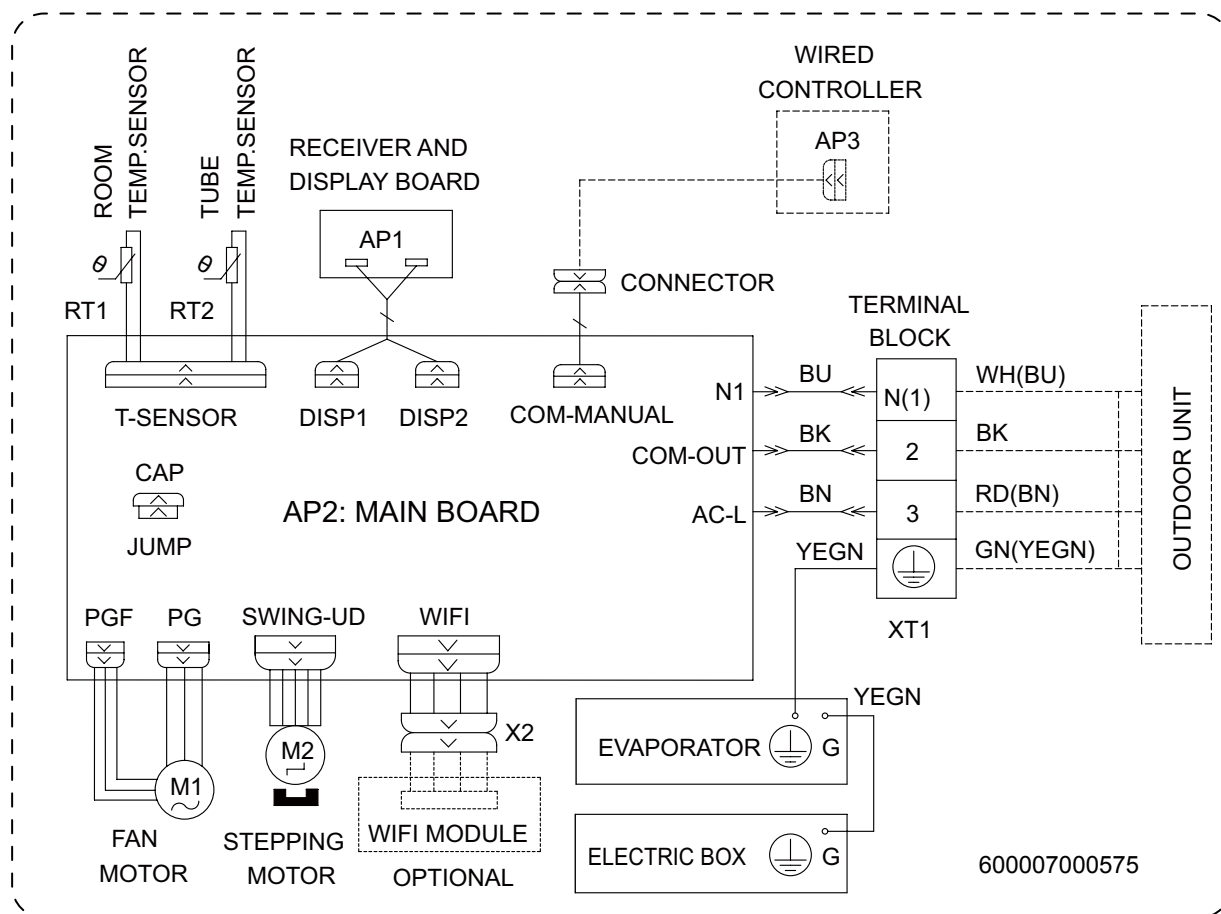 WIRED
CONTROLLER
AP3
ROOM
TEMP.SENSOR
TUBE
TEMP.SENSOR
RECEIVER AND
DISPLAY BOARD
AP1
θ
θ
RT1
RT2
CONNECTOR
TERMINAL
BLOCK
T-SENSOR
DISP1
DISP2
COM-MANUAL
N1
BU
N(1)
WH(BU)
COM-OUT
BK
2
BK
AC-L
BN
3
RD(BN)
YEGN
GN(YEGN)
XT1
OUTDOOR UNIT
CAP
JUMP
AP2: MAIN BOARD
PGF
PG
SWING-UD
WIFI
X2
M1
M2
FAN
MOTOR
STEPPING
MOTOR
WIFI MODULE
OPTIONAL
YEGN
EVAPORATOR
G
ELECTRIC BOX
G
600007000575